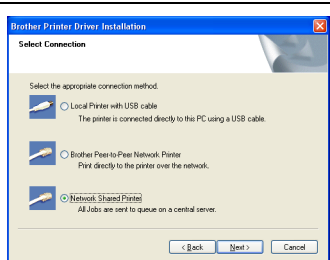 Brother Printer Driver Installation
Select Connection
Select the appropriate connection method.
Local Printer with USB cable
The printer is connected directly to this PC using a USB cable.
Brother Peer-to-Peer Network Printer
Print directly to the printer over the network.
Network Shared Printer
All Jobs are sent to queue on a central server.
< Back Next > Cancel